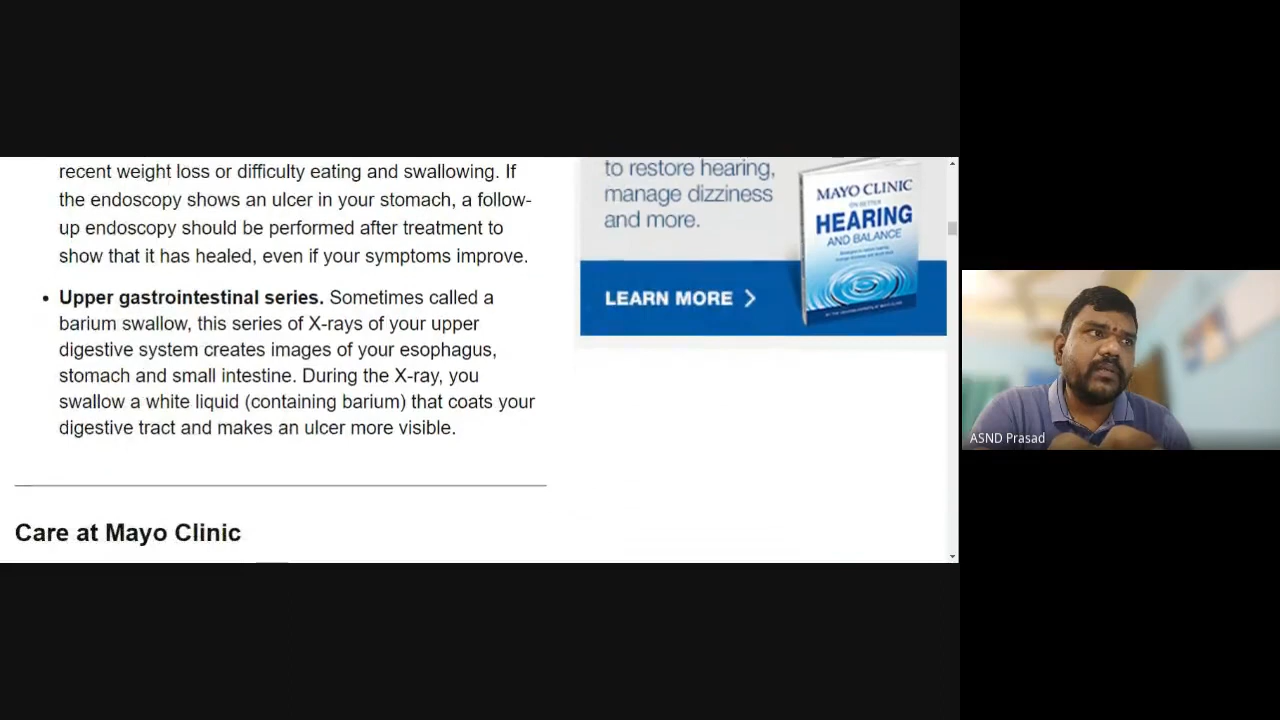 recent weight loss or difficulty eating and swallowing. If
the endoscopy shows an ulcer in your stomach, a follow-
up endoscopy should be performed after treatment to
show that it has healed, even if your symptoms improve.
• Upper gastrointestinal series. Sometimes called a
barium swallow, this series of X-rays of your upper
digestive system creates images of your esophagus,
stomach and small intestine. During the X-ray, you
swallow a white liquid (containing barium) that coats your
digestive tract and makes an ulcer more visible.
Care at Mayo Clinic
to restore hearing,
manage dizziness
and more.
LEARN MORE
MAYO CLINIC
ON BETTER
HEARING
AND BALANCE
ASND Prasad